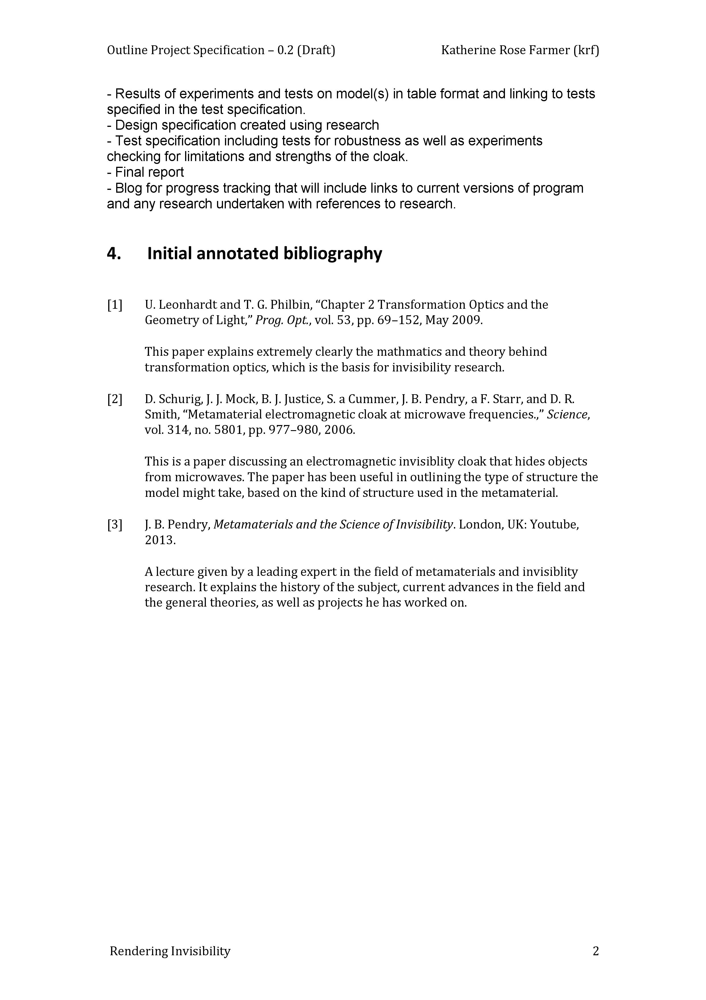 Outline Project Specification – 0.2 (Draft) Katherine Rose Farmer (krf)
- Results of experiments and tests on model(s) in table format and linking to tests
specified in the test specification.
- Design specification created using research
- Test specification including tests for robustness as well as experiments
checking for limitations and strengths of the cloak.
- Final report
- Blog for progress tracking that will include links to current versions of program
and any research undertaken with references to research.
4. Initial annotated bibliography
[1] U. Leonhardt and T. G. Philbin, “Chapter 2 Transformation Optics and the
Geometry of Light,” Prog. Opt., vol. 53, pp. 69–152, May 2009.
This paper explains extremely clearly the mathmatics and theory behind
transformation optics, which is the basis for invisibility research.
[2] D. Schurig, J. J. Mock, B. J. Justice, S. a Cummer, J. B. Pendry, a F. Starr, and D. R.
Smith, “Metamaterial electromagnetic cloak at microwave frequencies.,” Science,
vol. 314, no. 5801, pp. 977–980, 2006.
This is a paper discussing an electromagnetic invisiblity cloak that hides objects
from microwaves. The paper has been useful in outlining the type of structure the
model might take, based on the kind of structure used in the metamaterial.
[3] J. B. Pendry, Metamaterials and the Science of Invisibility. London, UK: Youtube,
2013.
A lecture given by a leading expert in the field of metamaterials and invisiblity
research. It explains the history of the subject, current advances in the field and
the general theories, as well as projects he has worked on.
Rendering Invisibility 2